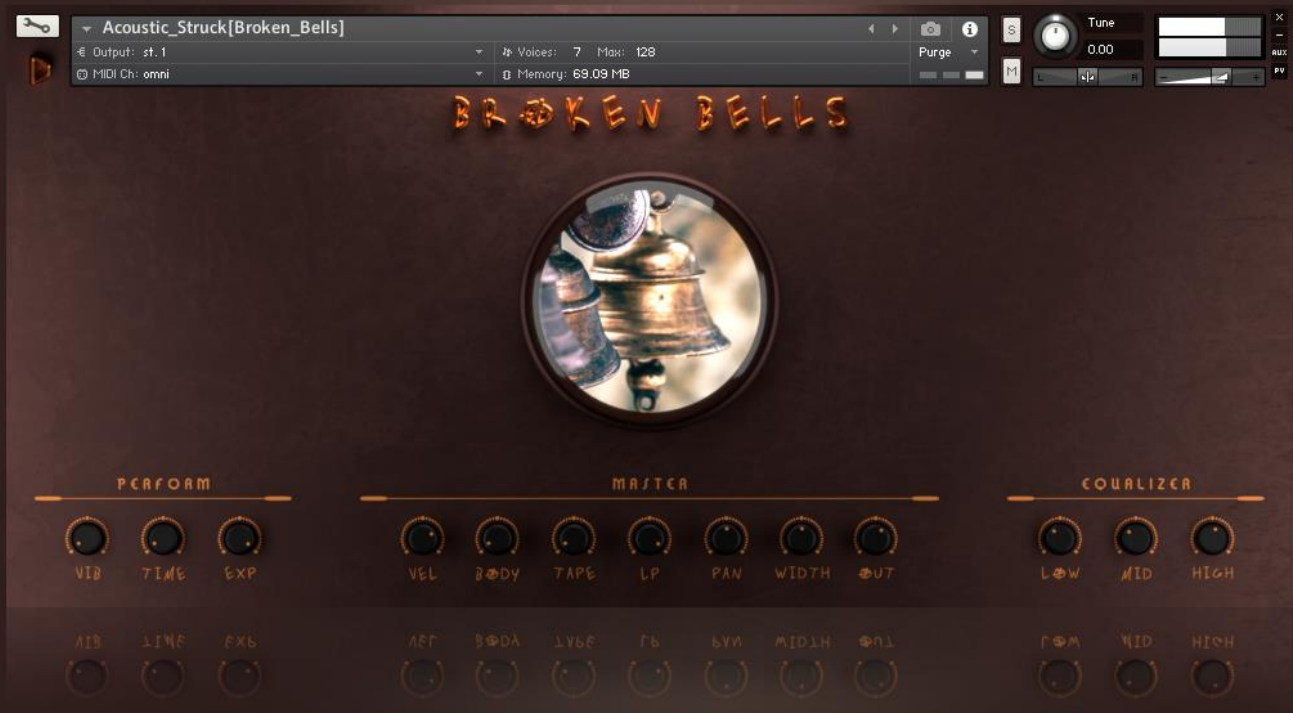 Acoustic_Struck[Broken_Bells]
Output: st. 1
Voices: 7 Max: 128
Purge
MIDI Ch: omni
Memory: 69.09 MB
S
M
Tune
0.00
L R
- +
×
-
AUX
PV
BROKEN BELLS
PERFORM
VIB TIME EXP
MASTER
VEL BODY TAPE LP PAN WIDTH OUT
EQUALIZER
LOW MID HIGH